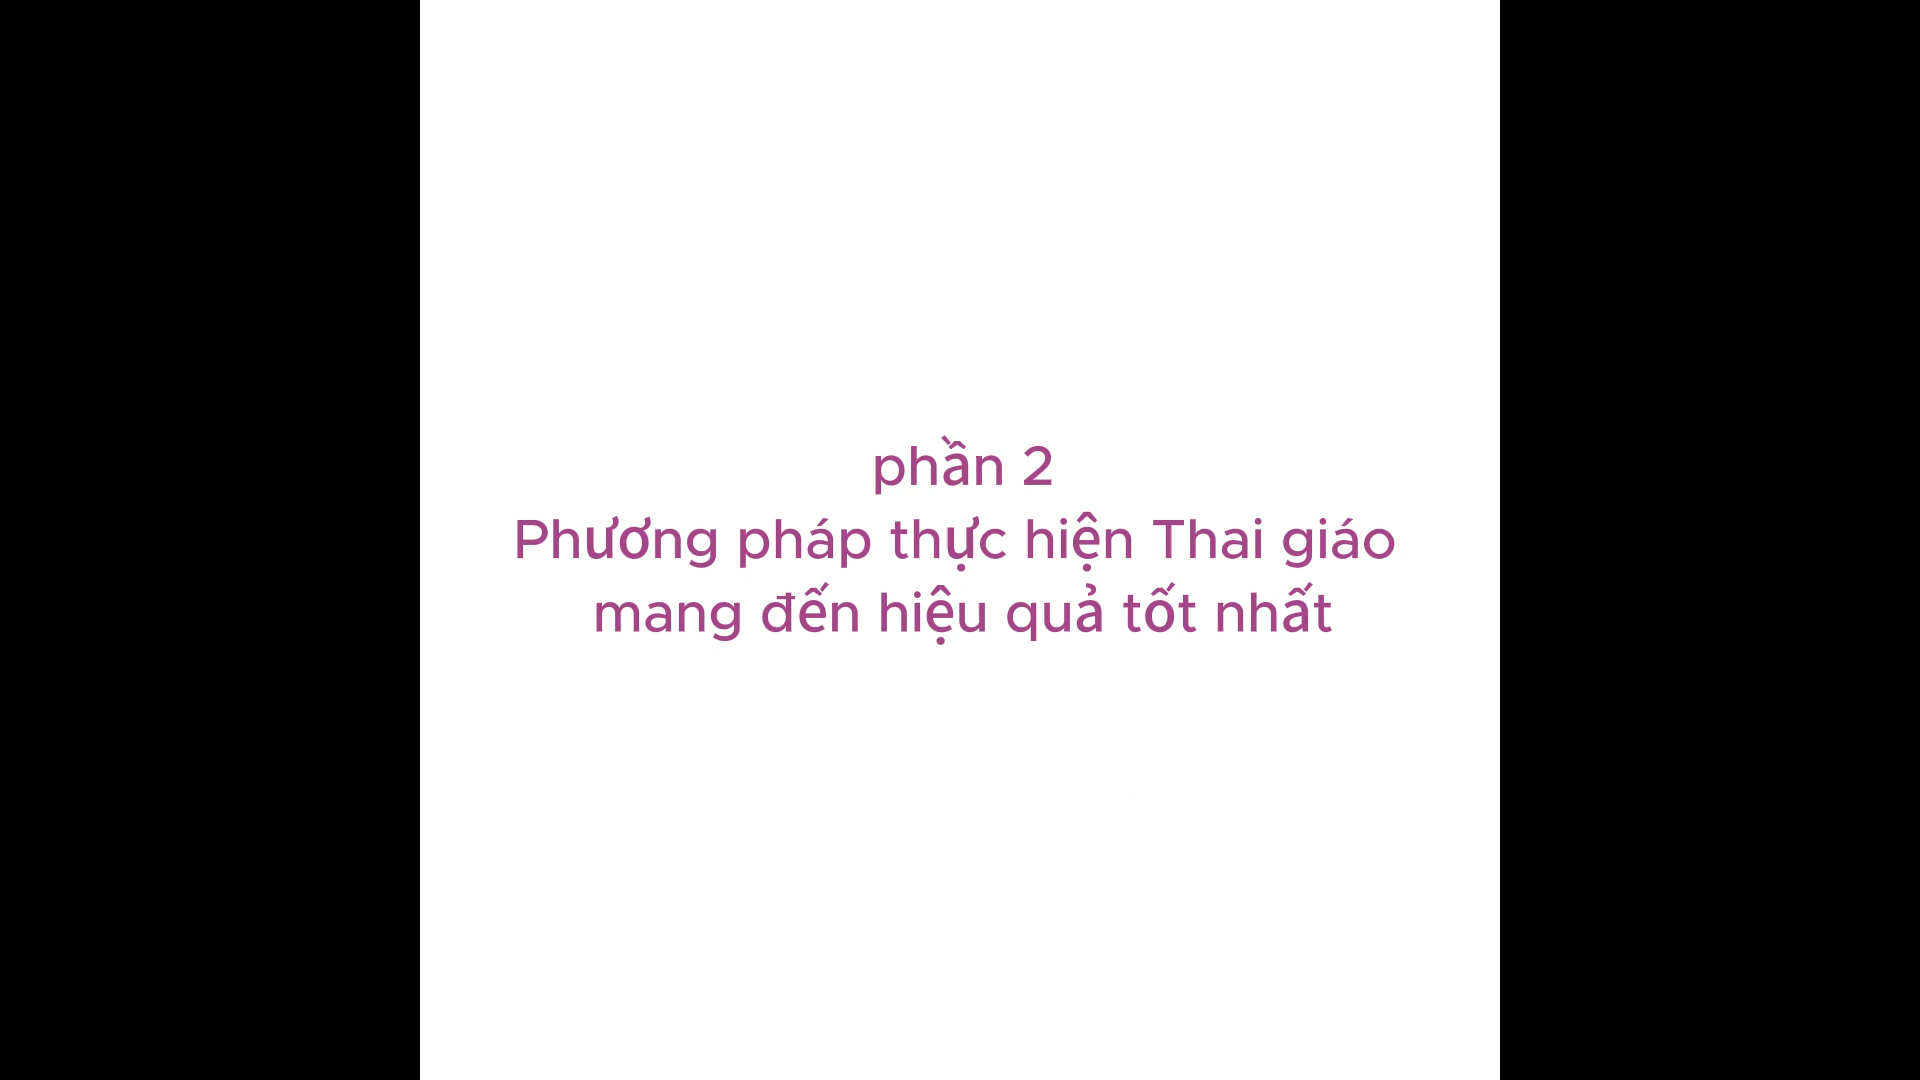 phần 2
Phương pháp thực hiện Thai giáo
mang đến hiệu quả tốt nhất